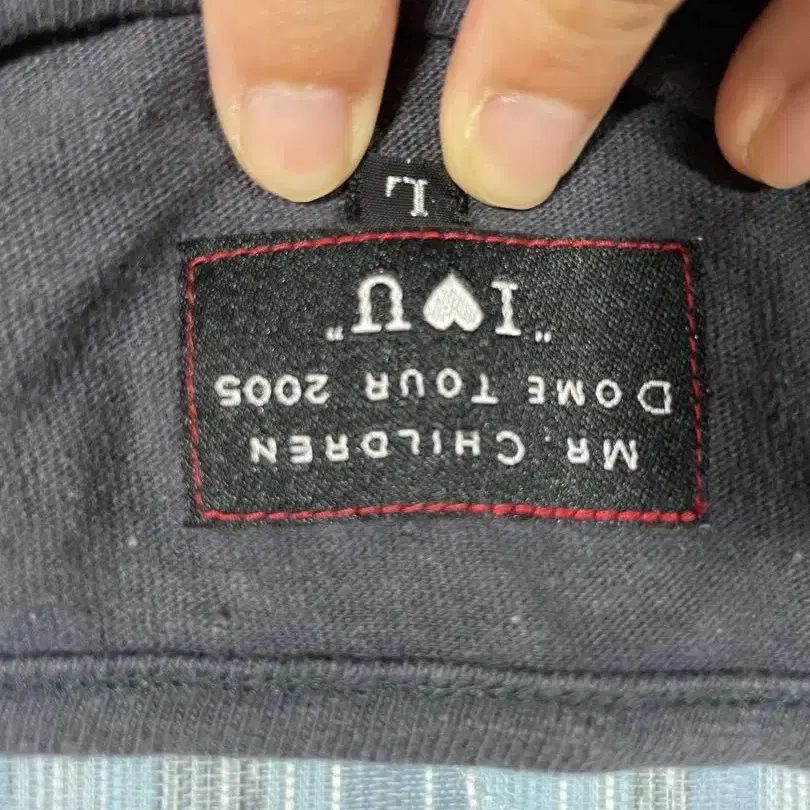 MR. CHILDREN
DOME TOUR 2005
"I♥U"
L